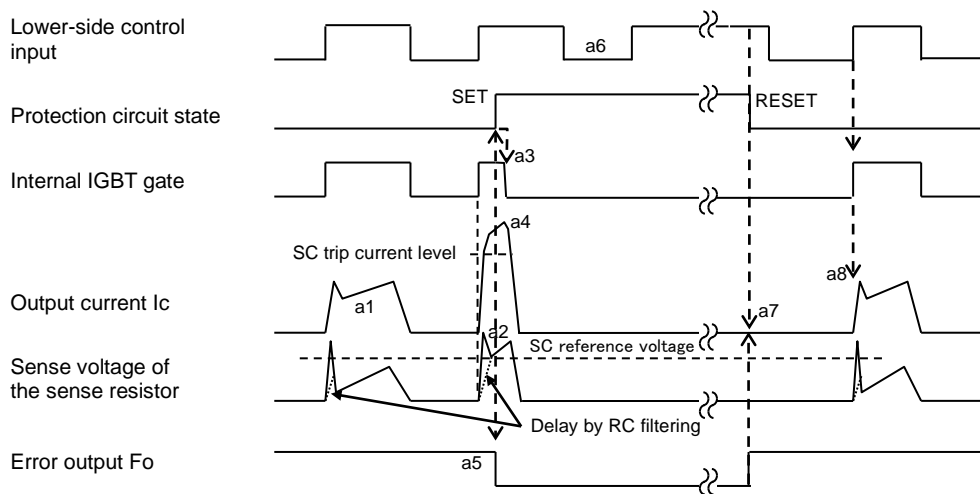 Lower-side control
input
a6
SET
RESET
Protection circuit state
a3
Internal IGBT gate
a4
SC trip current level
a8
Output current Ic
a1
a7
a2
SC reference voltage
Sense voltage of
the sense resistor
Delay by RC filtering
Error output Fo
a5